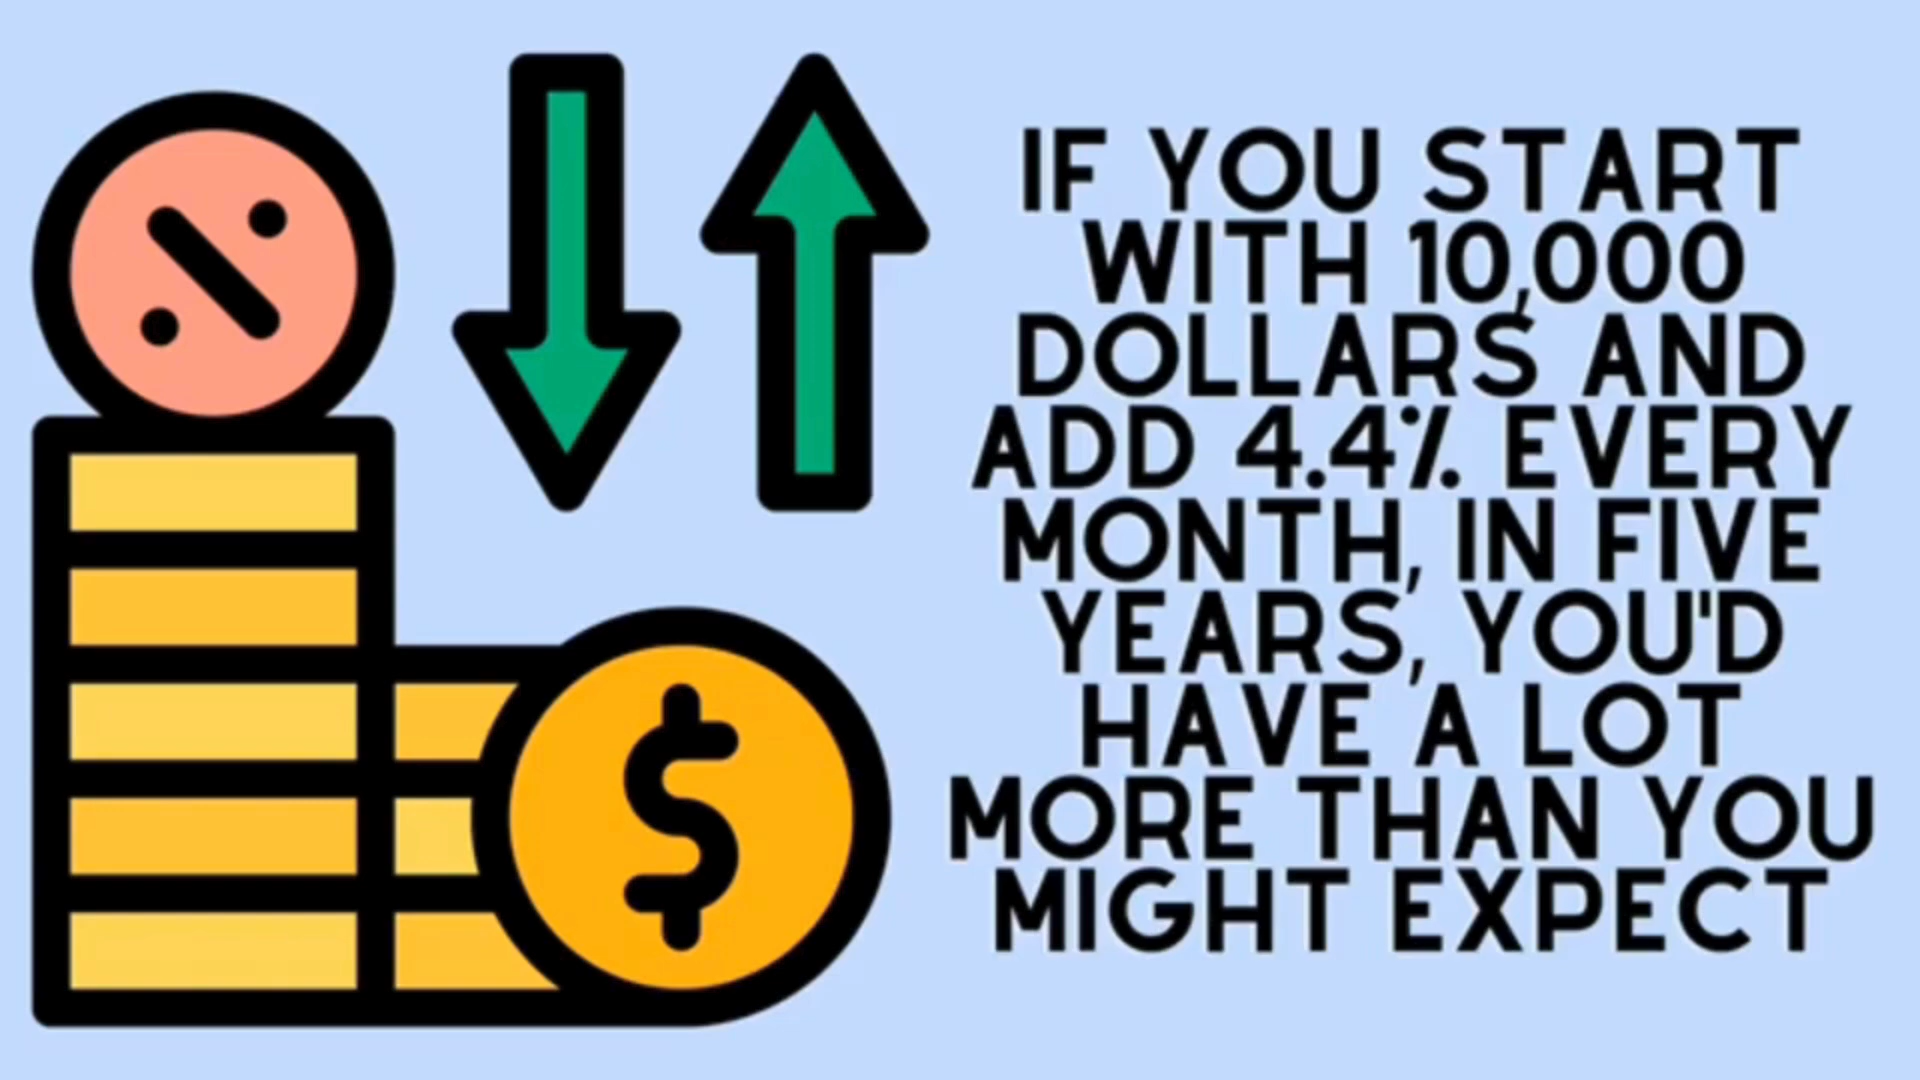 IF YOU START
WITH 10,000
DOLLARS AND
ADD 4.4% EVERY
MONTH, IN FIVE
YEARS, YOU'D
HAVE A LOT
MORE THAN YOU
MIGHT EXPECT
$